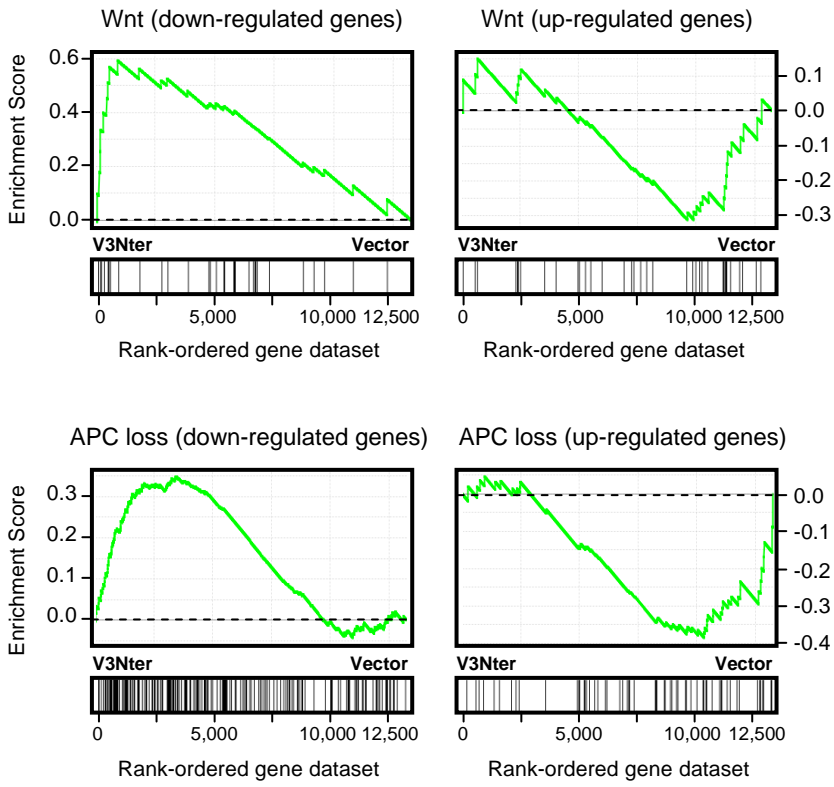 Wnt (down-regulated genes)
Wnt (up-regulated genes)
Enrichment Score
0.6
0.4
0.2
0.0
0.1
0.0
-0.1
-0.2
-0.3
V3Nter Vector
V3Nter Vector
0 5,000 10,000 12,500
0 5,000 10,000 12,500
Rank-ordered gene dataset
Rank-ordered gene dataset
APC loss (down-regulated genes)
APC loss (up-regulated genes)
Enrichment Score
0.3
0.2
0.1
0.0
0.0
-0.1
-0.2
-0.3
-0.4
V3Nter Vector
V3Nter Vector
0 5,000 10,000 12,500
0 5,000 10,000 12,500
Rank-ordered gene dataset
Rank-ordered gene dataset